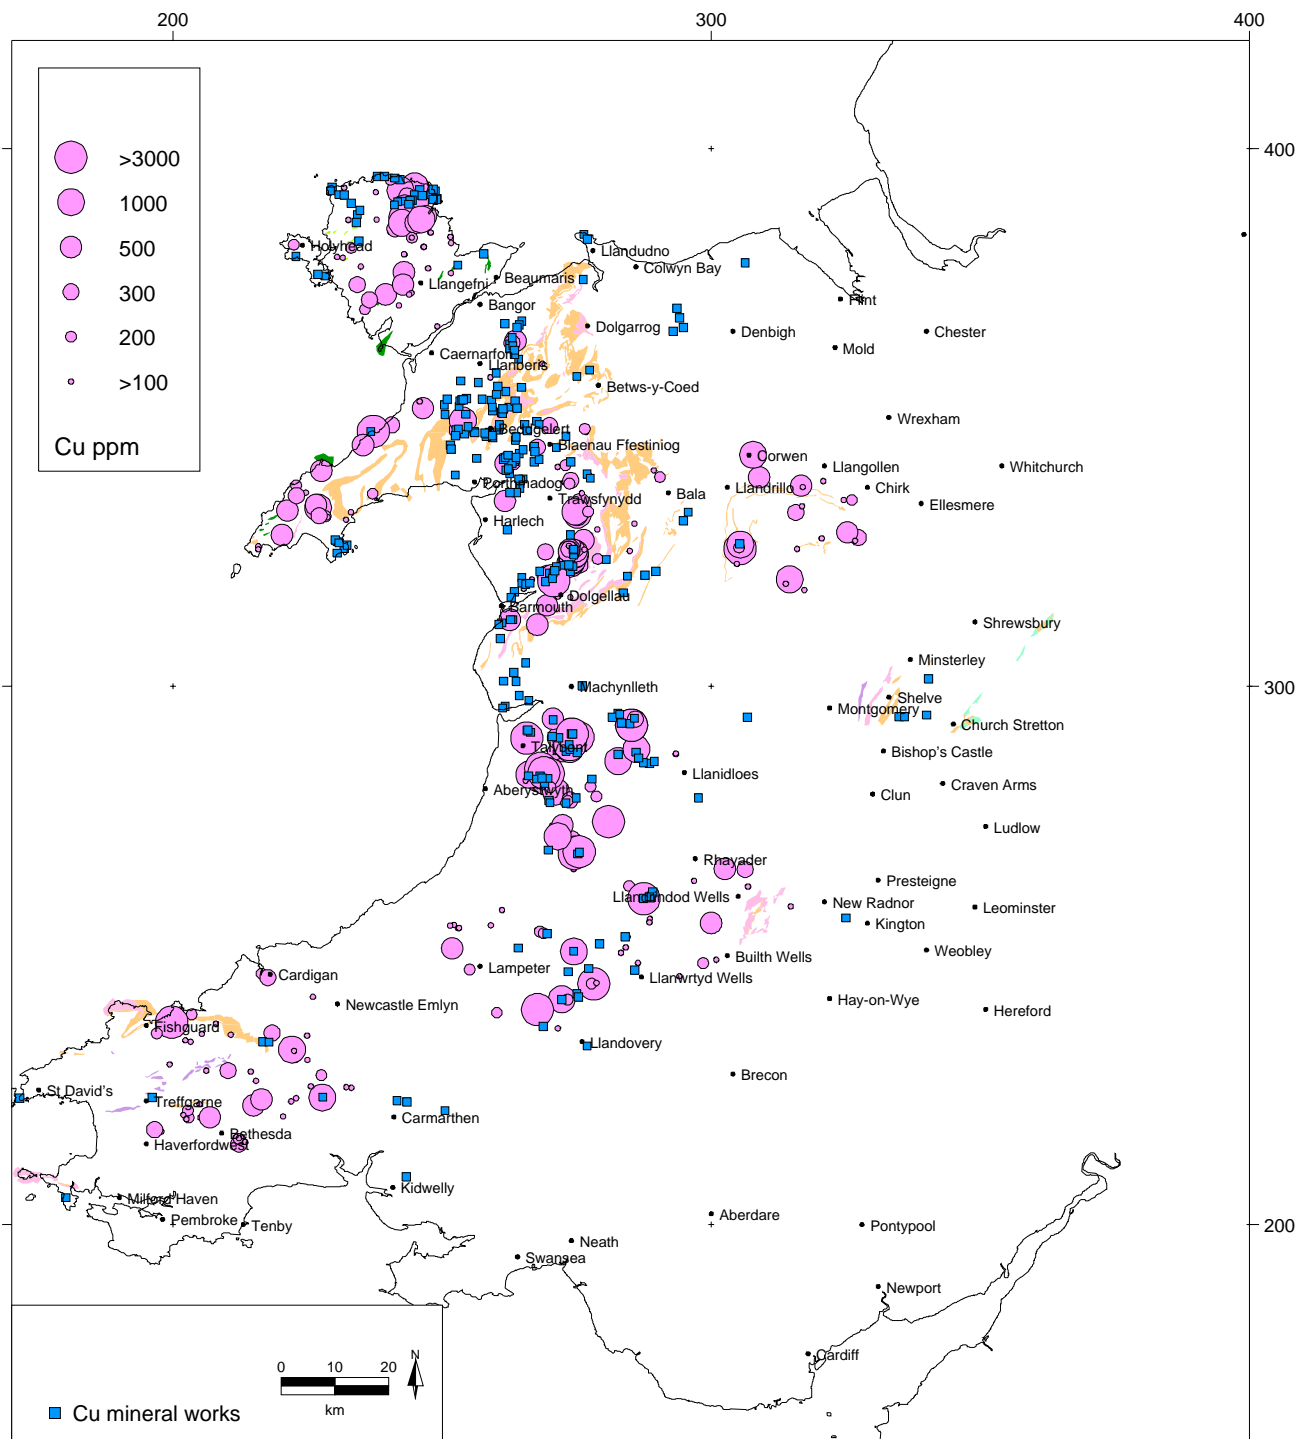 200
300
400
>3000
1000
500
300
200
>100
Cu ppm
400
Holyhead
Llandudno
Colwyn Bay
Beaumaris
Llangefni
Bangor
Flint
Dolgarrog
Denbigh
Chester
Caernarfon
Mold
Llanberis
Betws-y-Coed
Wrexham
Beddgelert
Blaenau Ffestiniog
Corwen
Llangollen
Whitchurch
Porthmadog
Trawsfynydd
Bala
Llandrillo
Chirk
Ellesmere
Harlech
Dolgellau
Barmouth
Shrewsbury
Minsterley
Machynlleth
300
Shelve
Montgomery
Church Stretton
Talybont
Bishop's Castle
Llanidloes
Craven Arms
Aberystwyth
Clun
Ludlow
Rhayader
Presteigne
Llandrindod Wells
New Radnor
Leominster
Kington
Weobley
Builth Wells
Lampeter
Cardigan
Llanwrtyd Wells
Newcastle Emlyn
Hay-on-Wye
Hereford
Fishguard
Llandovery
Brecon
St David's
Treffgarne
Carmarthen
Bethesda
Haverfordwest
Kidwelly
Milford Haven
Pembroke
Tenby
Aberdare
Pontypool
200
Neath
Swansea
Newport
Cardiff
0 10 20
N
km
Cu mineral works